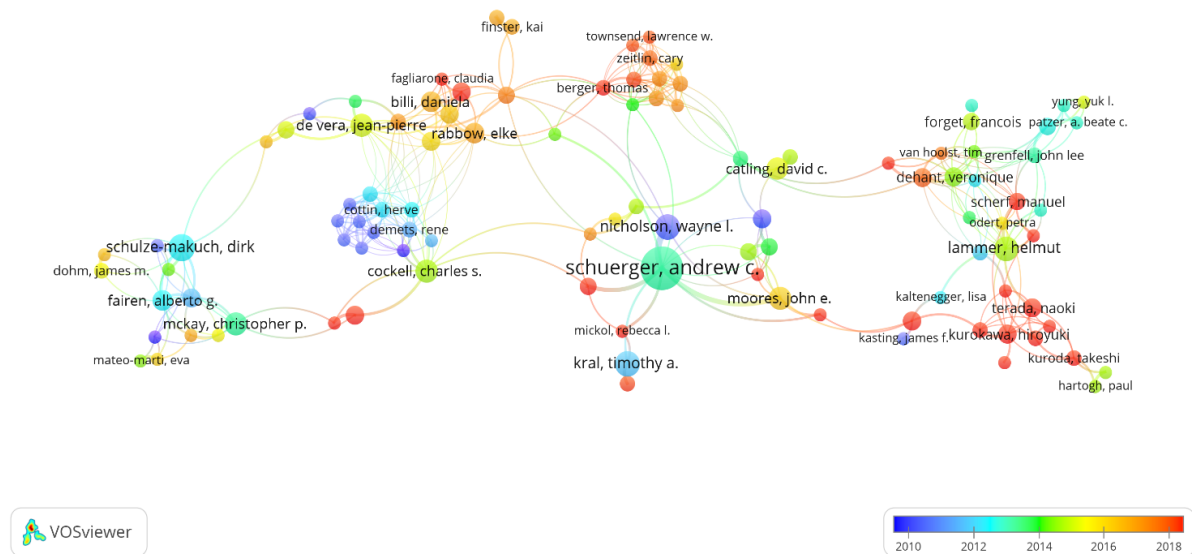 finster, kai
townsend, lawrence w.
zeitlin, cary
fagliarone, claudia
berger, thomas
billi, daniela
yung, yuk l.
de vera, jean-pierre
forget, francois
patzer, a. beate c.
rabbow, elke
van hoolst, tim
grenfell, john lee
catling, david c.
dehant, veronique
cottin, herve
scherf, manuel
demets, rene
nicholson, wayne l.
odert, petra
schulze-makuch, dirk
lammer, helmut
dohm, james m.
cockell, charles s.
schuerger, andrew c.
fairen, alberto g.
moores, john e.
kaltenegger, lisa
terada, naoki
mckay, christopher p.
mickol, rebecca l.
kasting, james f.
kurokawa, hiroyuki
mateo-marti, eva
kral, timothy a.
kuroda, takeshi
hartogh, paul
VOSviewer
2010 2012 2014 2016 2018